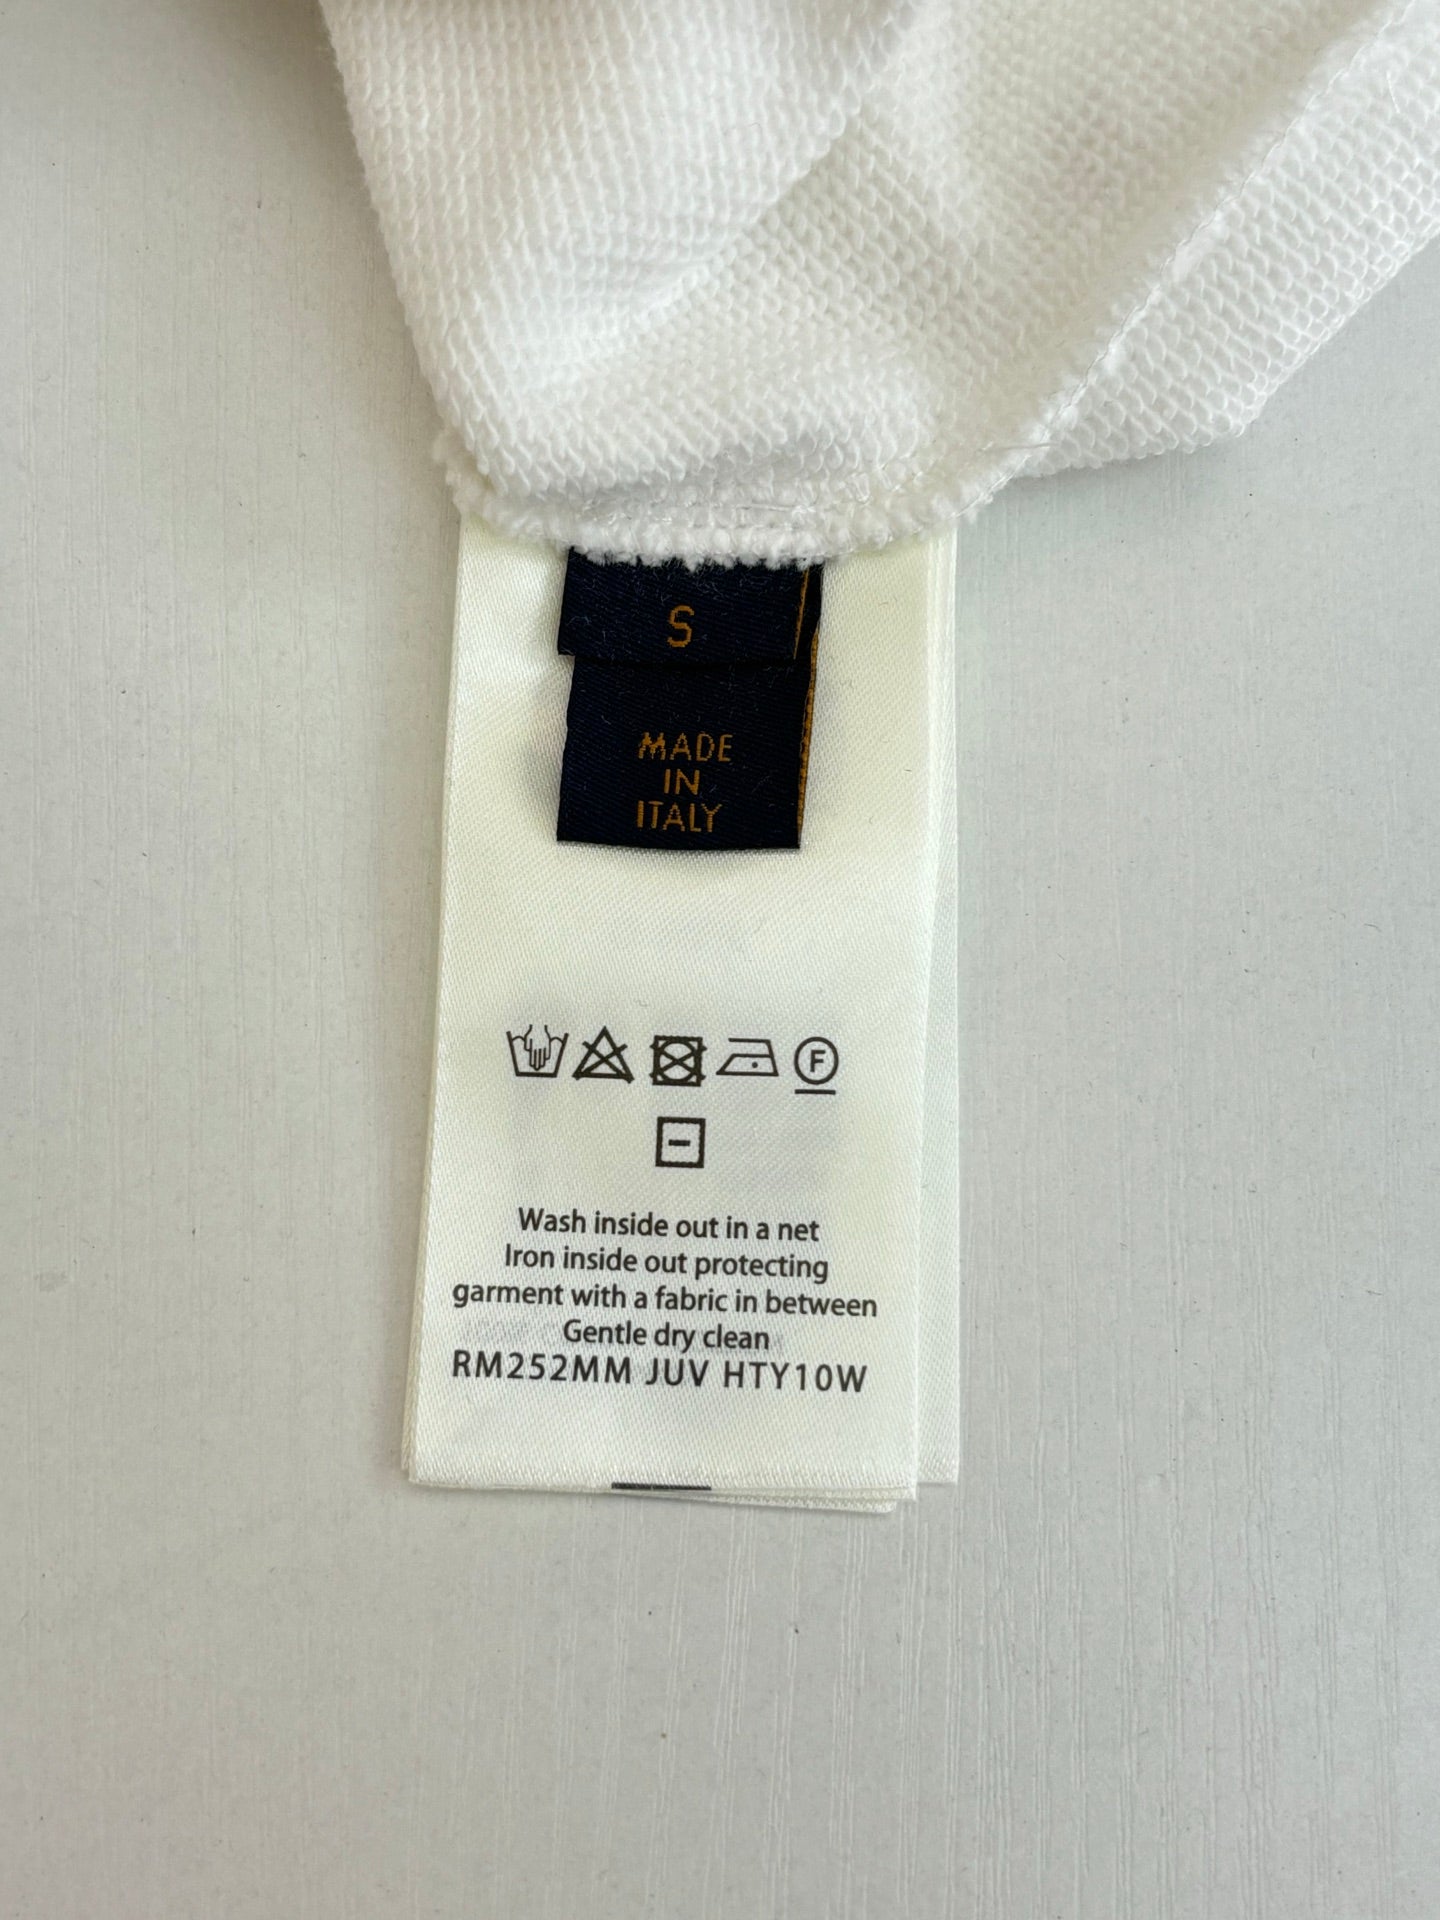 S
MADE
IN
ITALY
F
Wash inside out in a net
Iron inside out protecting
garment with a fabric in between
Gentle dry clean
RM252MM JUV HTY10W